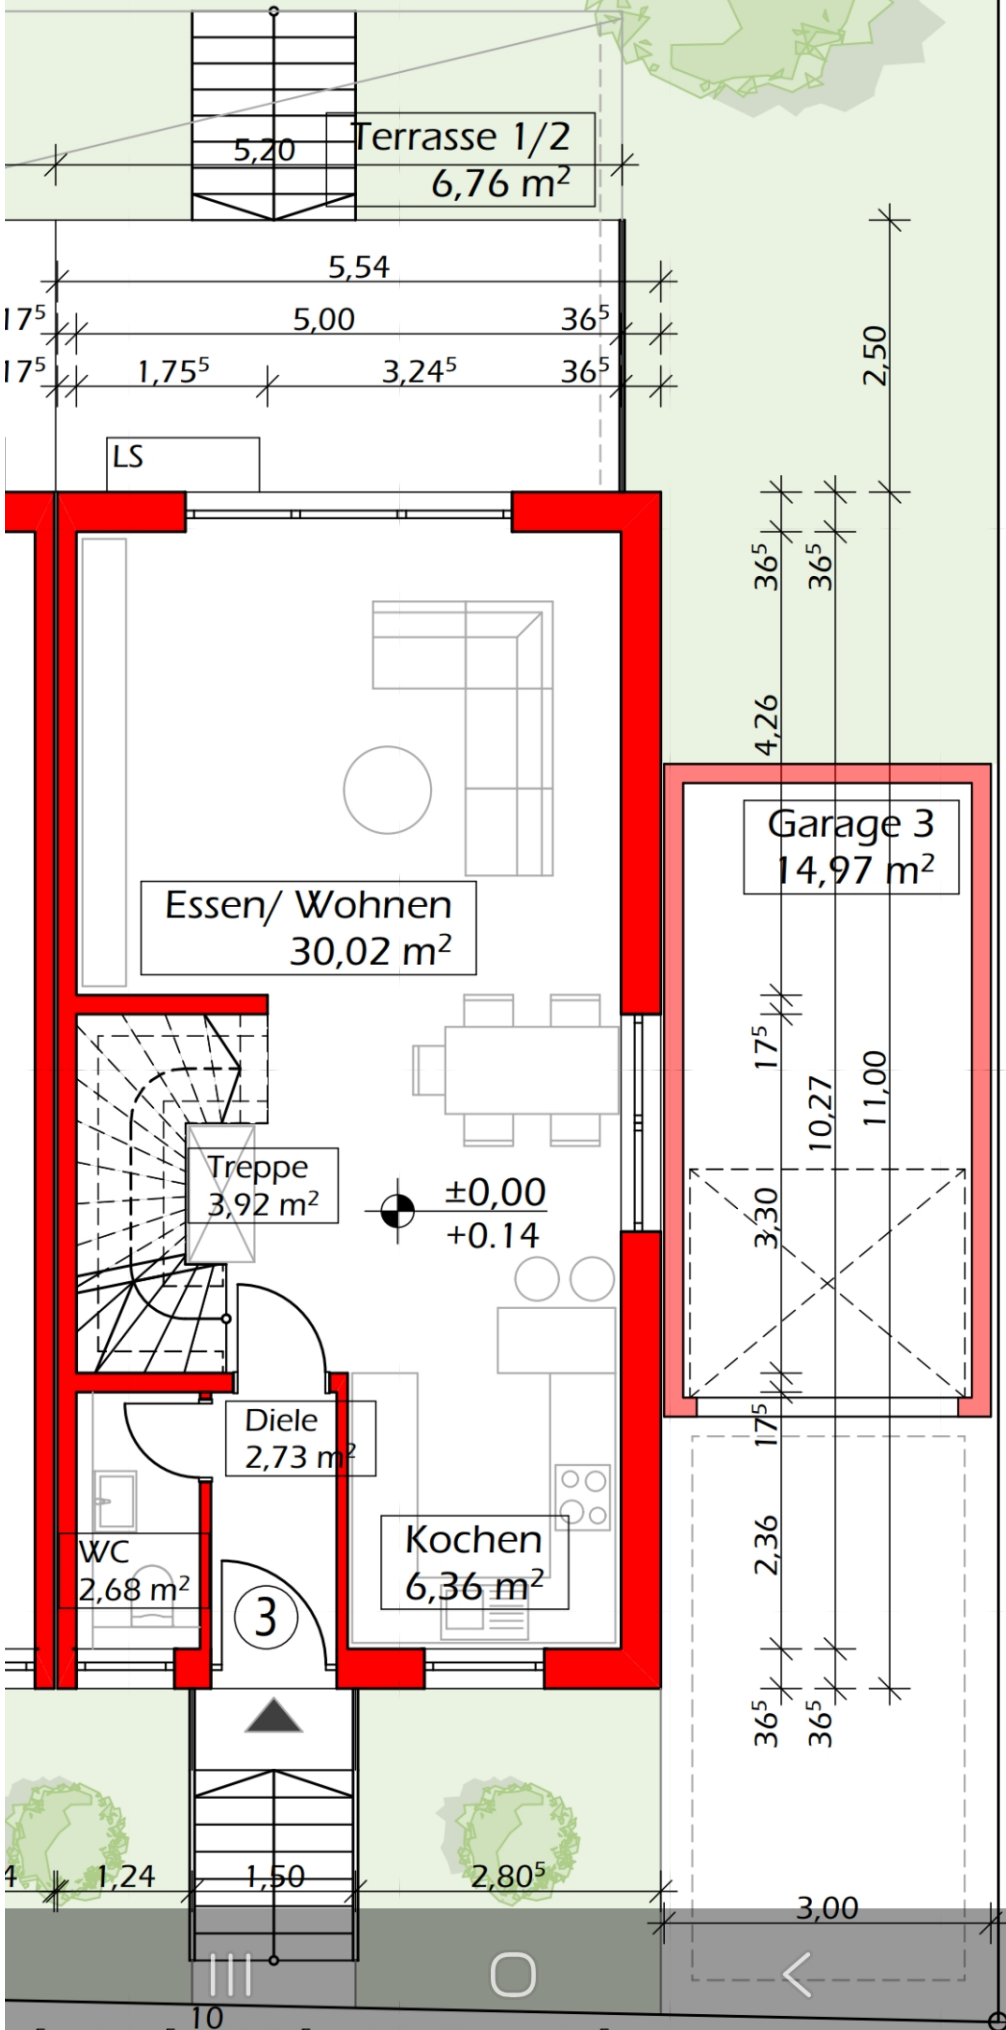 5,20
Terrasse 1/2
6,76 m²
5,54
17⁵
5,00
36⁵
17⁵
1,75⁵
3,24⁵
36⁵
2,50
LS
36⁵
36⁵
4,26
Garage 3
14,97 m²
Essen/ Wohnen
30,02 m²
17⁵
10,27
11,00
Treppe
3,92 m²
±0,00
+0.14
3,30
Diele
2,73 m²
17⁵
WC
2,68 m²
Kochen
6,36 m²
2,36
3
36⁵
36⁵
4
1,24
1,50
2,80⁵
3,00
10